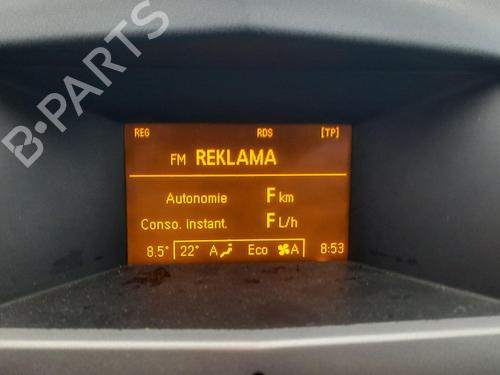 B-PARTS
REG RDS [TP]
FM REKLAMA
Autonomie F km
Conso. instant. F L/h
8.5° 22° A Eco A 8:53